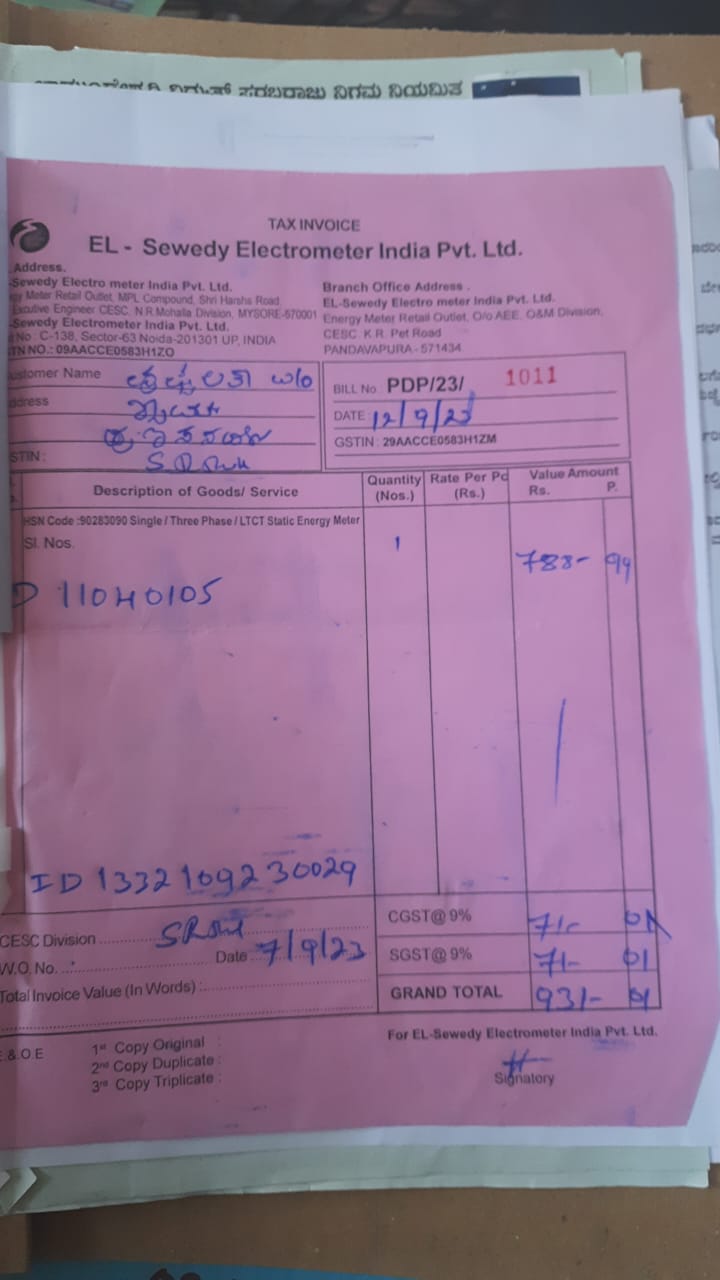 ವಿದ್ಯುತ್ ಸರಬರಾಜು ನಿಗಮ ನಿಯಮಿತ
TAX INVOICE
EL - Sewedy Electrometer India Pvt. Ltd.
Address.
-Sewedy Electro meter India Pvt. Ltd.
Meter Retail Outlet, MPL Compound, Shri Harsha Road,
Excutive Engineer CESC, N.R.Mohalla Division, MYSORE-570001
-Sewedy Electrometer India Pvt. Ltd.
No : C-138, Sector-63 Noida-201301 UP, INDIA
TN NO.: 09AACCE0583H1ZO
Branch Office Address .
EL-Sewedy Electro meter India Pvt. Ltd.
Energy Meter Retail Outlet, O/o AEE, O&M Division,
CESC K.R. Pet Road
PANDAVAPURA - 571434
ustomer Name W/o
ddress
STIN :
BILL No. PDP/23/ 1011
DATE : 12/9/23
GSTIN : 29AACCE0583H1ZM
Description of Goods/ Service
Quantity (Nos.)
Rate Per Pc (Rs.)
Value Amount
Rs. P.
HSN Code :90283090 Single / Three Phase / LTCT Static Energy Meter
Sl. Nos.
1
788- 99
D 11040105
ID 1332109230029
CESC Division
W.O. No. Date 7/9/23
Total Invoice Value (In Words) :
CGST@ 9% 71-
SGST@ 9% 71- 01
GRAND TOTAL 931- 01
For EL-Sewedy Electrometer India Pvt. Ltd.
Signatory
E.&.O.E
1st Copy Original :
2nd Copy Duplicate :
3rd Copy Triplicate :